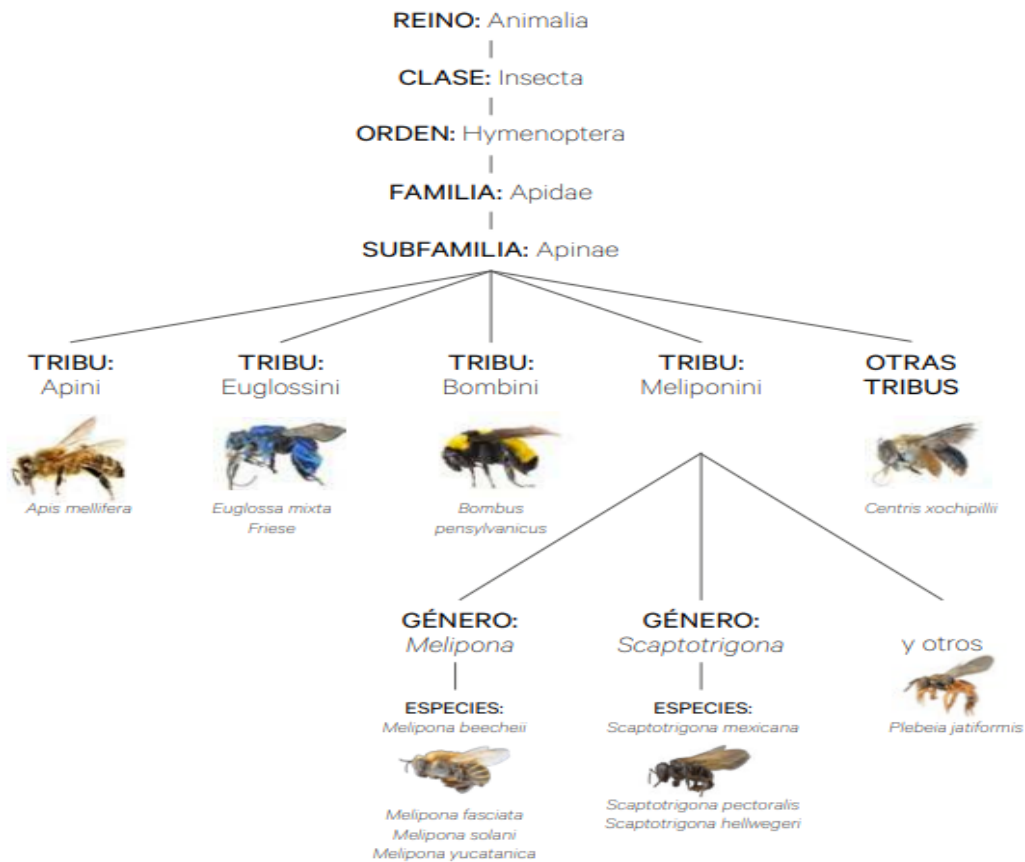 REINO: Animalia
CLASE: Insecta
ORDEN: Hymenoptera
FAMILIA: Apidae
SUBFAMILIA: Apinae
TRIBU:
Apini
Apis mellifera
TRIBU:
Euglossini
Euglossa mixta
Friese
TRIBU:
Bombini
Bombus
pensylvanicus
TRIBU:
Meliponini
OTRAS
TRIBUS
Centris xochipillii
GÉNERO:
Melipona
ESPECIES:
Melipona beecheii
Melipona fasciata
Melipona solani
Melipona yucatanica
GÉNERO:
Scaptotrigona
ESPECIES:
Scaptotrigona mexicana
Scaptotrigona pectoralis
Scaptotrigona hellwegeri
y otros
Plebeia jatiformis